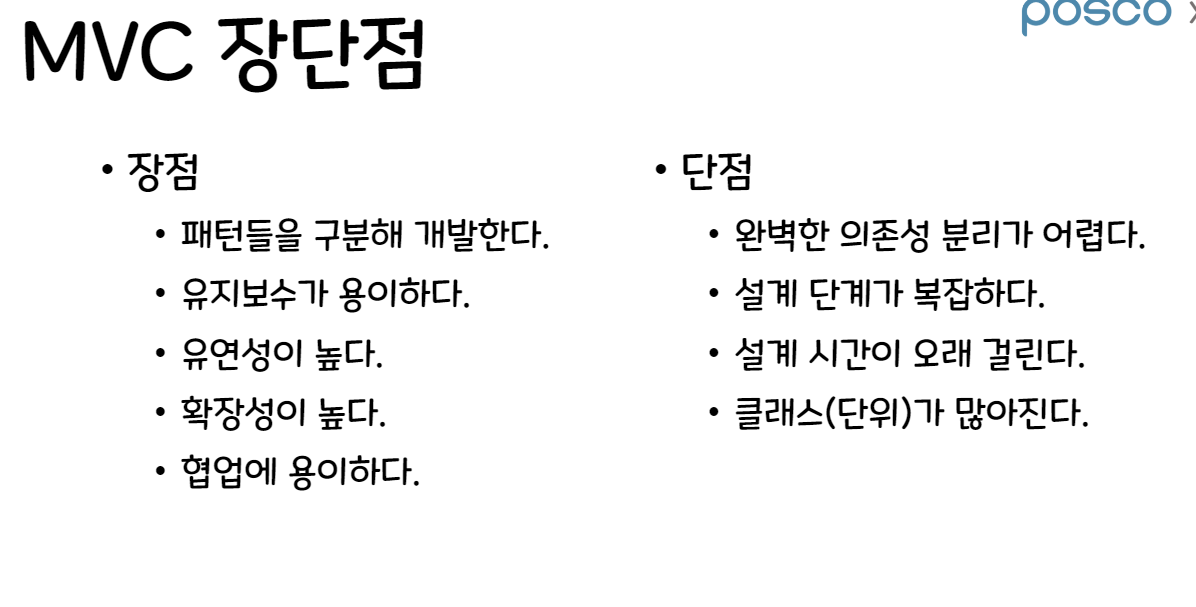 posco
MVC 장단점
• 장점
• 패턴들을 구분해 개발한다.
• 유지보수가 용이하다.
• 유연성이 높다.
• 확장성이 높다.
• 협업에 용이하다.
• 단점
• 완벽한 의존성 분리가 어렵다.
• 설계 단계가 복잡하다.
• 설계 시간이 오래 걸린다.
• 클래스(단위)가 많아진다.